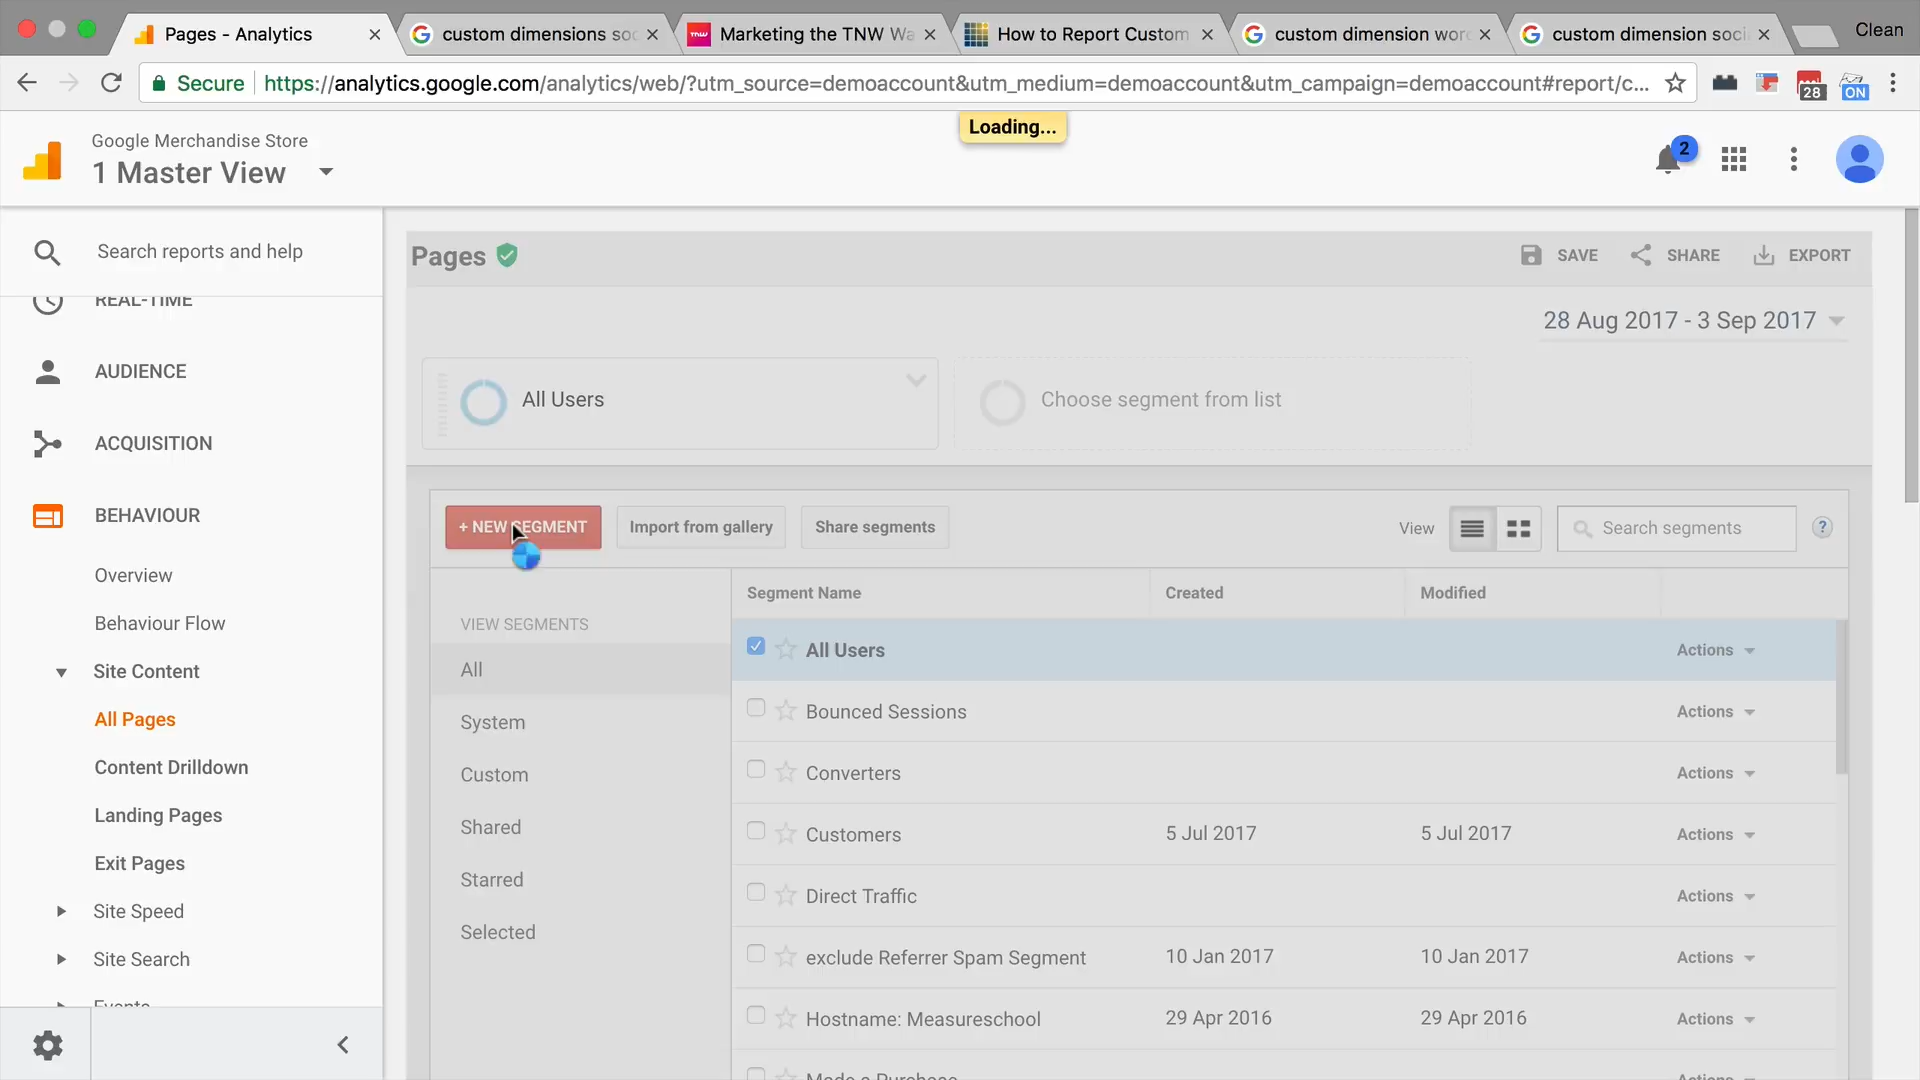 Pages - Analytics
custom dimensions soc
TNW
Marketing the TNW Wa
How to Report Custom
custom dimension wor
custom dimension soci
Clean
Secure
https://analytics.google.com/analytics/web/?utm_source=demoaccount&utm_medium=demoaccount&utm_campaign=demoaccount#report/c...
28
ON
Loading...
Google Merchandise Store
1 Master View
2
Search reports and help
REAL-TIME
AUDIENCE
ACQUISITION
BEHAVIOUR
Overview
Behaviour Flow
Site Content
All Pages
Content Drilldown
Landing Pages
Exit Pages
Site Speed
Site Search
Events
Pages
SAVE
SHARE
EXPORT
28 Aug 2017 - 3 Sep 2017
All Users
Choose segment from list
+ NEW SEGMENT
Import from gallery
Share segments
View
Search segments
?
VIEW SEGMENTS
All
System
Custom
Shared
Starred
Selected
Segment Name Created Modified
All Users Actions
Bounced Sessions Actions
Converters Actions
Customers 5 Jul 2017 5 Jul 2017 Actions
Direct Traffic Actions
exclude Referrer Spam Segment 10 Jan 2017 10 Jan 2017 Actions
Hostname: Measureschool 29 Apr 2016 29 Apr 2016 Actions
Made a Purchase Actions